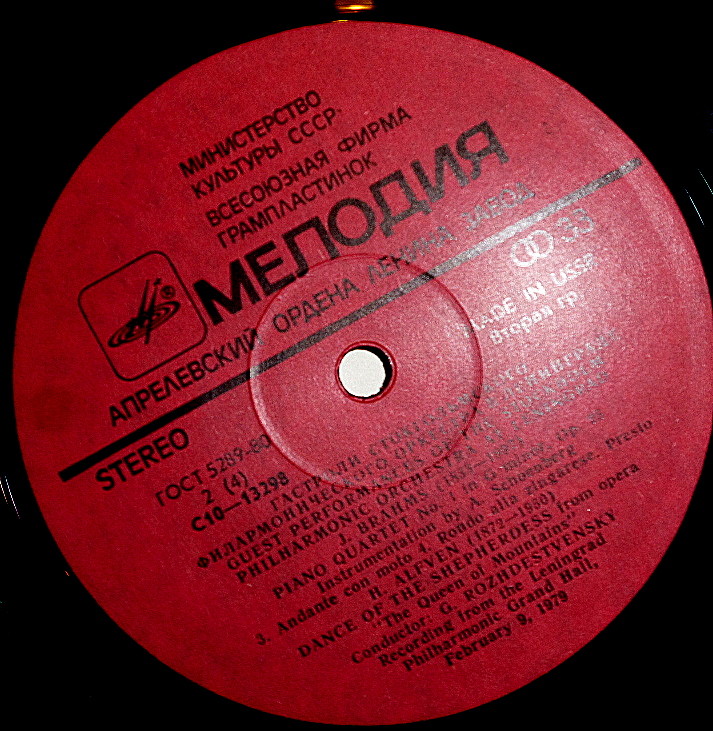 МИНИСТЕРСТВО
КУЛЬТУРЫ СССР
ВСЕСОЮЗНАЯ ФИРМА
ГРАМПЛАСТИНОК
МЕЛОДИЯ
®
АПРЕЛЕВСКИЙ ОРДЕНА ЛЕНИНА ЗАВОД
33
STEREO
MADE IN USSR
ГОСТ 5289-80
Вторая гр.
2 (4)
С10—13298
ГАСТРОЛИ СТОКГОЛЬМСКОГО
ФИЛАРМОНИЧЕСКОГО
GUEST PERFORMANCES OF THE
PHILHARMONIC ORCHESTRA
J. BRAHMS
PIANO QUARTET No. 1 in G minor, op. 25
Instrumentation by A. Schoenberg
3. Andante con moto 4. Rondo alla zingarese. Presto
H. ALFVEN (1872—1960)
DANCE OF THE SHEPHERDESS from opera
"The Queen of Mountains"
Conductor: G. ROZHDESTVENSKY
Recording from the Leningrad
Philharmonic Grand Hall,
February 9, 1979